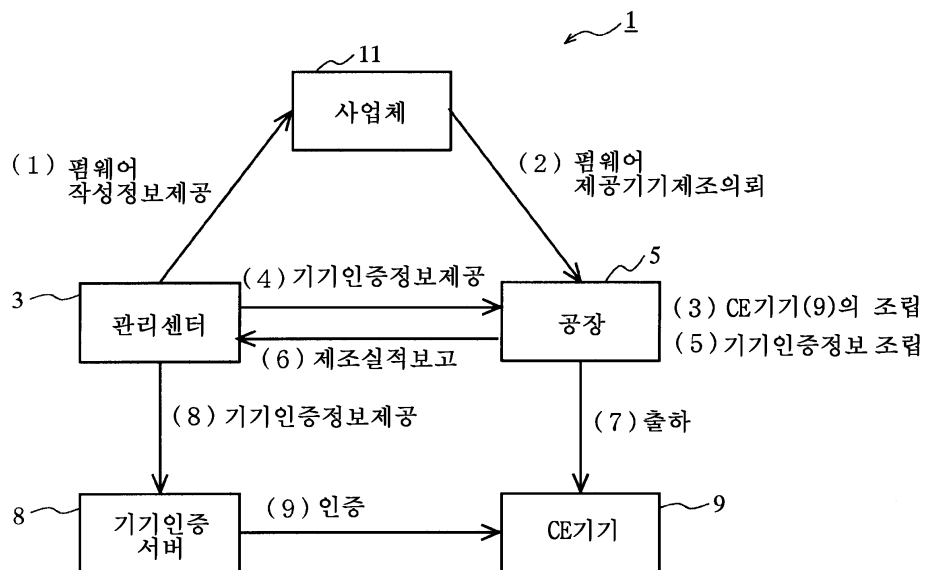 1
11
사업체
(1) 펌웨어
작성정보제공
(2) 펌웨어
제공기기제조의뢰
3
관리센터
(4) 기기인증정보제공
5
공장
(3) CE기기(9)의 조립
(5) 기기인증정보 조립
(6) 제조실적보고
(8) 기기인증정보제공
(7) 출하
8
기기인증
서버
(9) 인증
CE기기
9